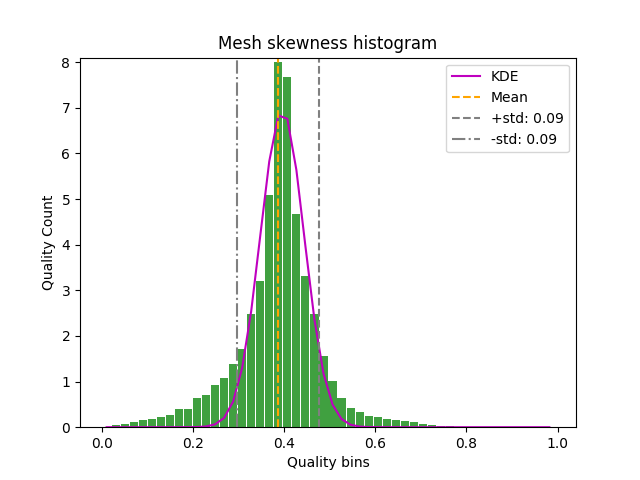 Mesh skewness histogram
KDE
Mean
+std: 0.09
-std: 0.09
Quality Count
8
7
6
5
4
3
2
1
0
0.0 0.2 0.4 0.6 0.8 1.0
Quality bins